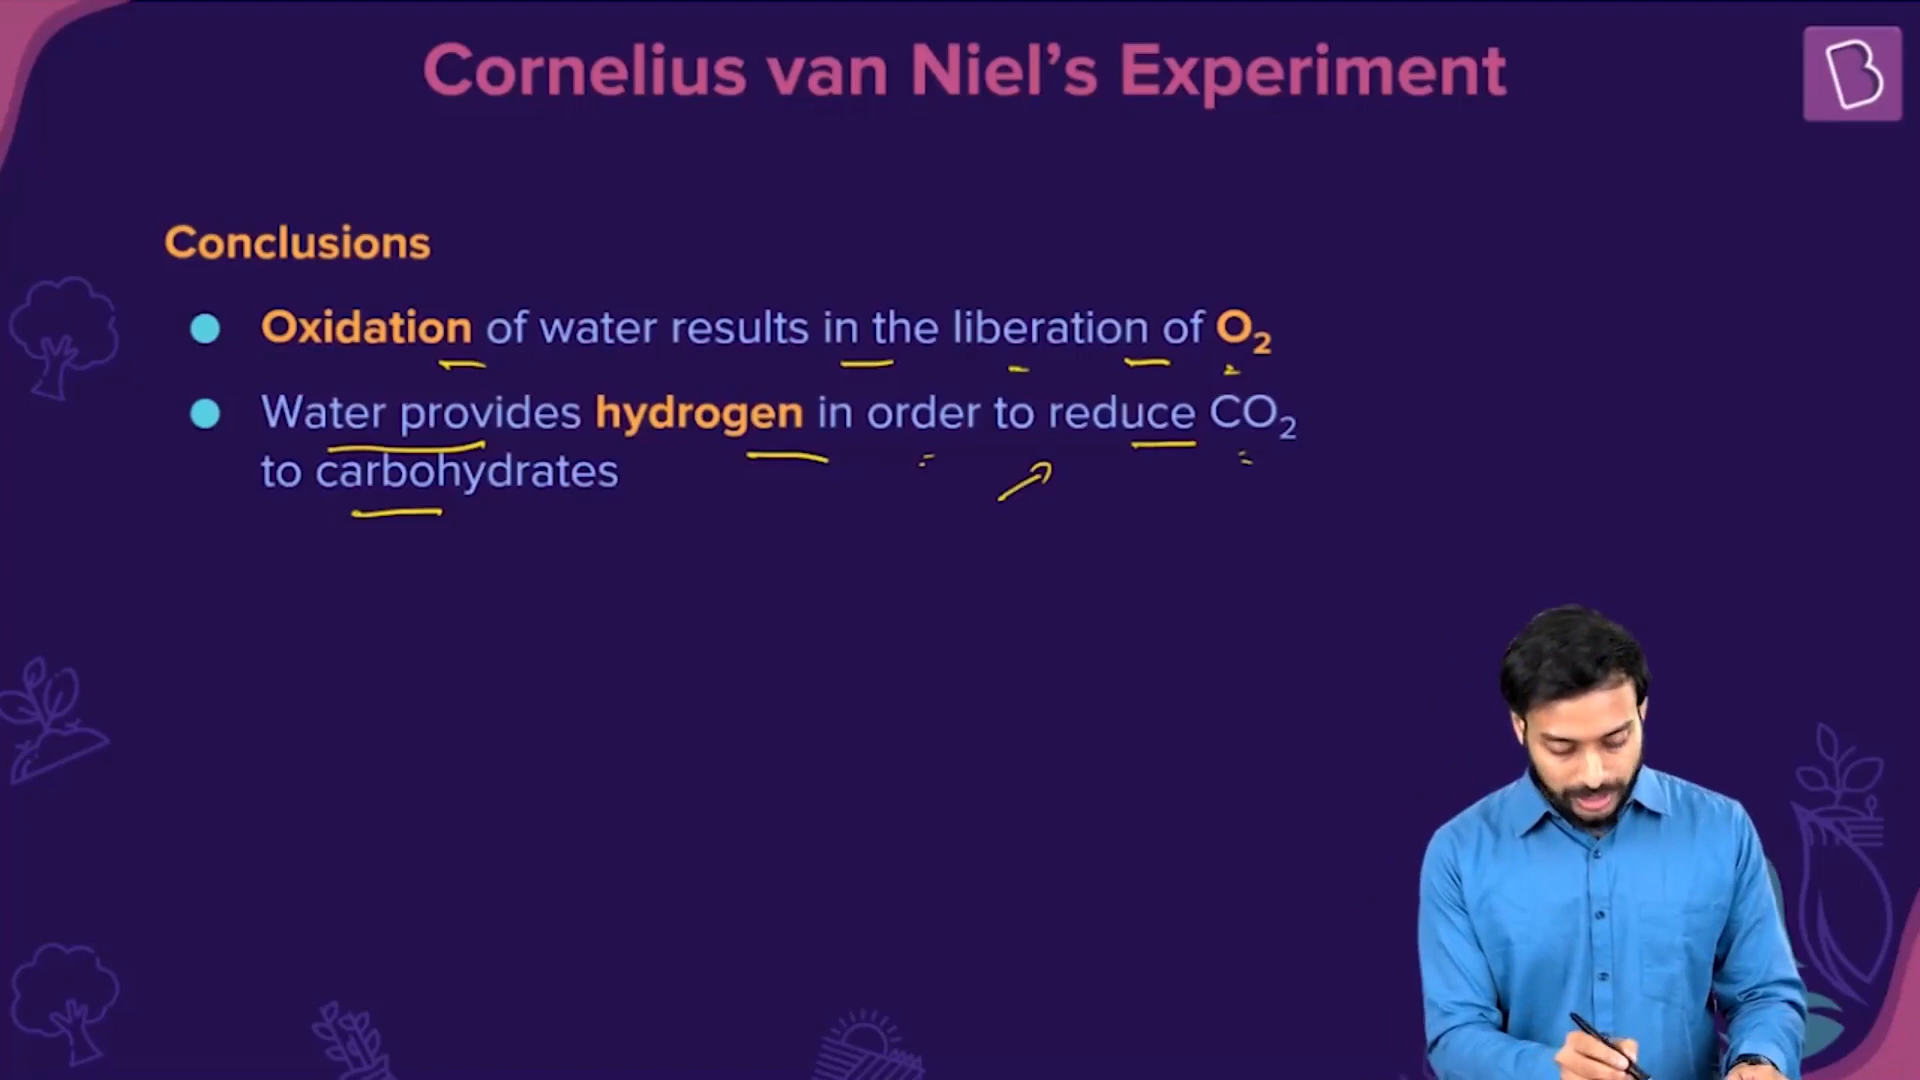 Cornelius van Niel’s Experiment
B
Conclusions
Oxidation of water results in the liberation of O₂
Water provides hydrogen in order to reduce CO₂
to carbohydrates